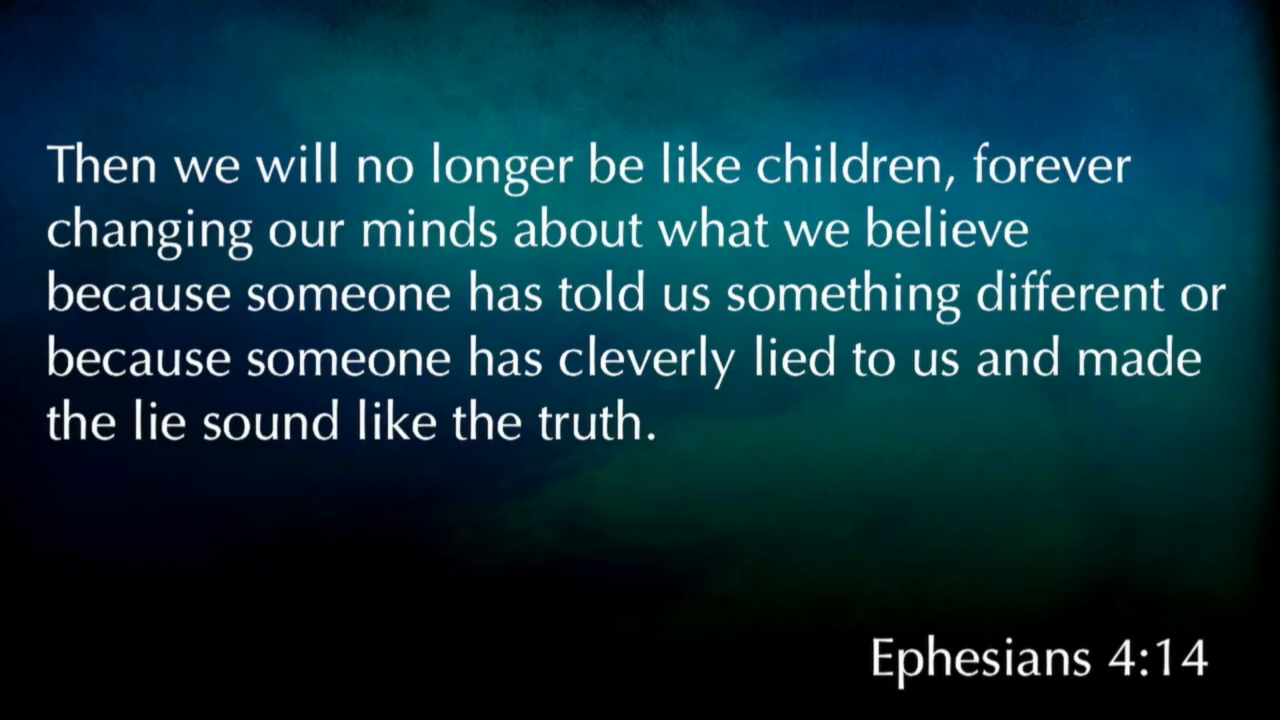 Then we will no longer be like children, forever
changing our minds about what we believe
because someone has told us something different or
because someone has cleverly lied to us and made
the lie sound like the truth.
Ephesians 4:14